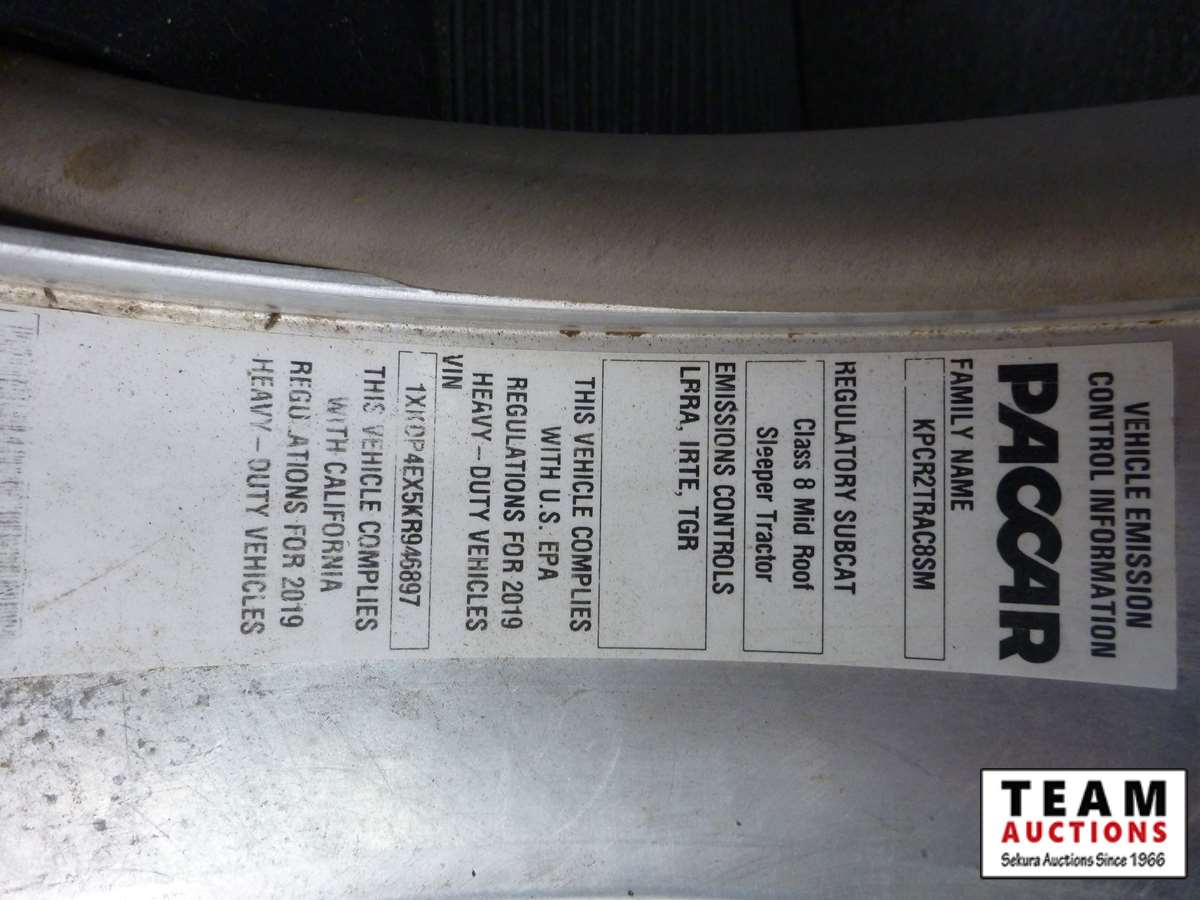 VEHICLE EMISSION
CONTROL INFORMATION
PACCAR
FAMILY NAME
KPCR2TRAC8SM
REGULATORY SUBCAT
Class 8 Mid Roof
Sleeper Tractor
EMISSIONS CONTROLS
LRRA, IRTE, TGR
THIS VEHICLE COMPLIES
WITH U.S. EPA
REGULATIONS FOR 2019
HEAVY-DUTY VEHICLES
VIN
1XKDP4EX5KR946897
THIS VEHICLE COMPLIES
WITH CALIFORNIA
REGULATIONS FOR 2019
HEAVY-DUTY VEHICLES
TEAM
AUCTIONS
Sekura Auctions Since 1966